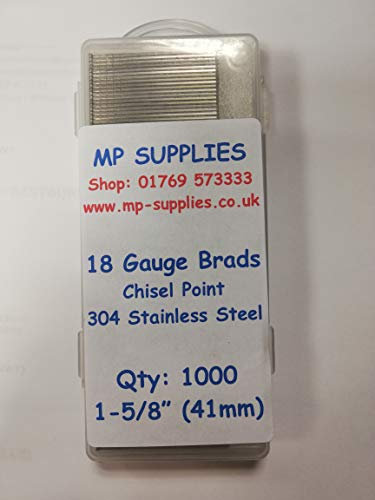 MP SUPPLIES
Shop: 01769 573333
www.mp-supplies.co.uk
18 Gauge Brads
Chisel Point
304 Stainless Steel
Qty: 1000
1-5/8” (41mm)